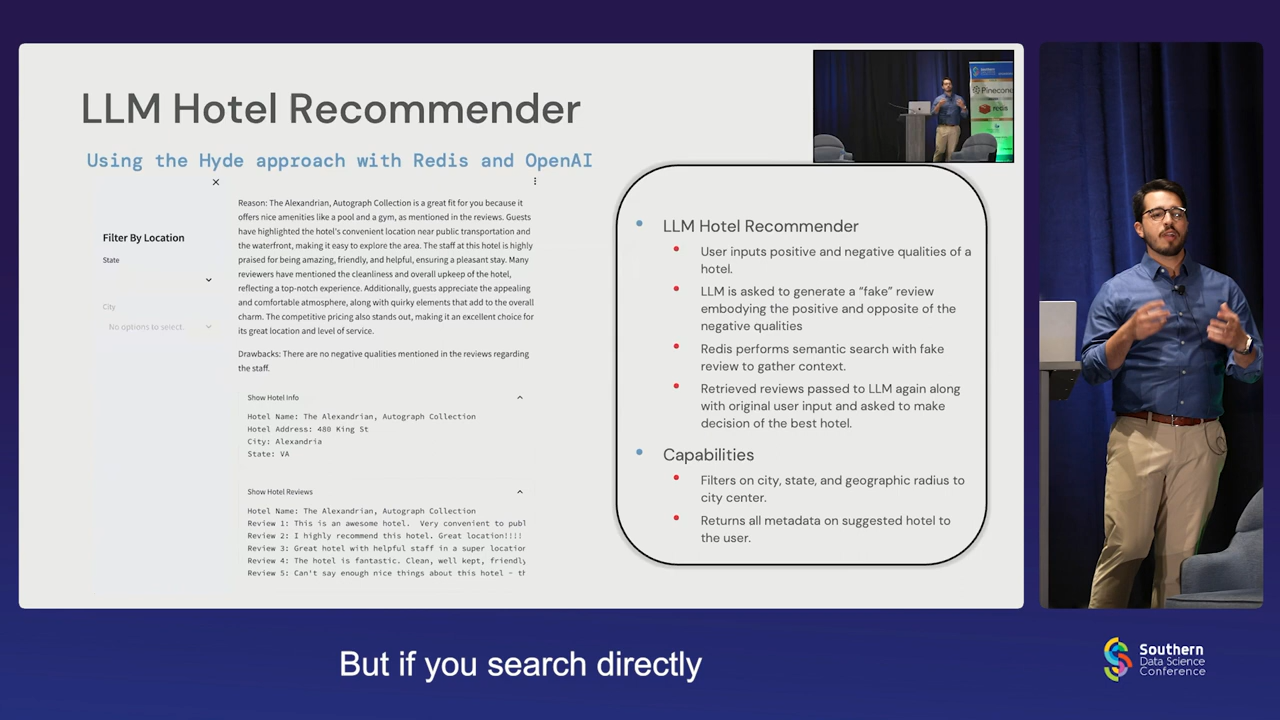 LLM Hotel Recommender
Using the Hyde approach with Redis and OpenAI
Filter By Location
State
City
No options to select.
Reason: The Alexandrian, Autograph Collection is a great fit for you because it
offers nice amenities like a pool and a gym, as mentioned in the reviews. Guests
have highlighted the hotel's convenient location near public transportation and
the waterfront, making it easy to explore the area. The staff at this hotel is highly
praised for being amazing, friendly, and helpful, ensuring a pleasant stay. Many
reviewers have mentioned the cleanliness and overall upkeep of the hotel,
reflecting a top-notch experience. Additionally, guests appreciate the appealing
and comfortable atmosphere, along with quirky elements that add to the overall
charm. The competitive pricing also stands out, making it an excellent choice for
its great location and level of service.
Drawbacks: There are no negative qualities mentioned in the reviews regarding
the staff.
Show Hotel Info
Hotel Name: The Alexandrian, Autograph Collection
Hotel Address: 480 King St
City: Alexandria
State: VA
Show Hotel Reviews
Hotel Name: The Alexandrian, Autograph Collection
Review 1: This is an awesome hotel.  Very convenient to publ
Review 2: I highly recommend this hotel. Great location!!!!
Review 3: Great hotel with helpful staff in a super location
Review 4: The hotel is fantastic. Clean, well kept, friendly
Review 5: Can't say enough nice things about this hotel - th
Pinecone
redis
• LLM Hotel Recommender
• User inputs positive and negative qualities of a
hotel.
• LLM is asked to generate a “fake” review
embodying the positive and opposite of the
negative qualities
• Redis performs semantic search with fake
review to gather context.
• Retrieved reviews passed to LLM again along
with original user input and asked to make
decision of the best hotel.
• Capabilities
• Filters on city, state, and geographic radius to
city center.
• Returns all metadata on suggested hotel to
the user.
But if you search directly
Southern
Data Science
Conference